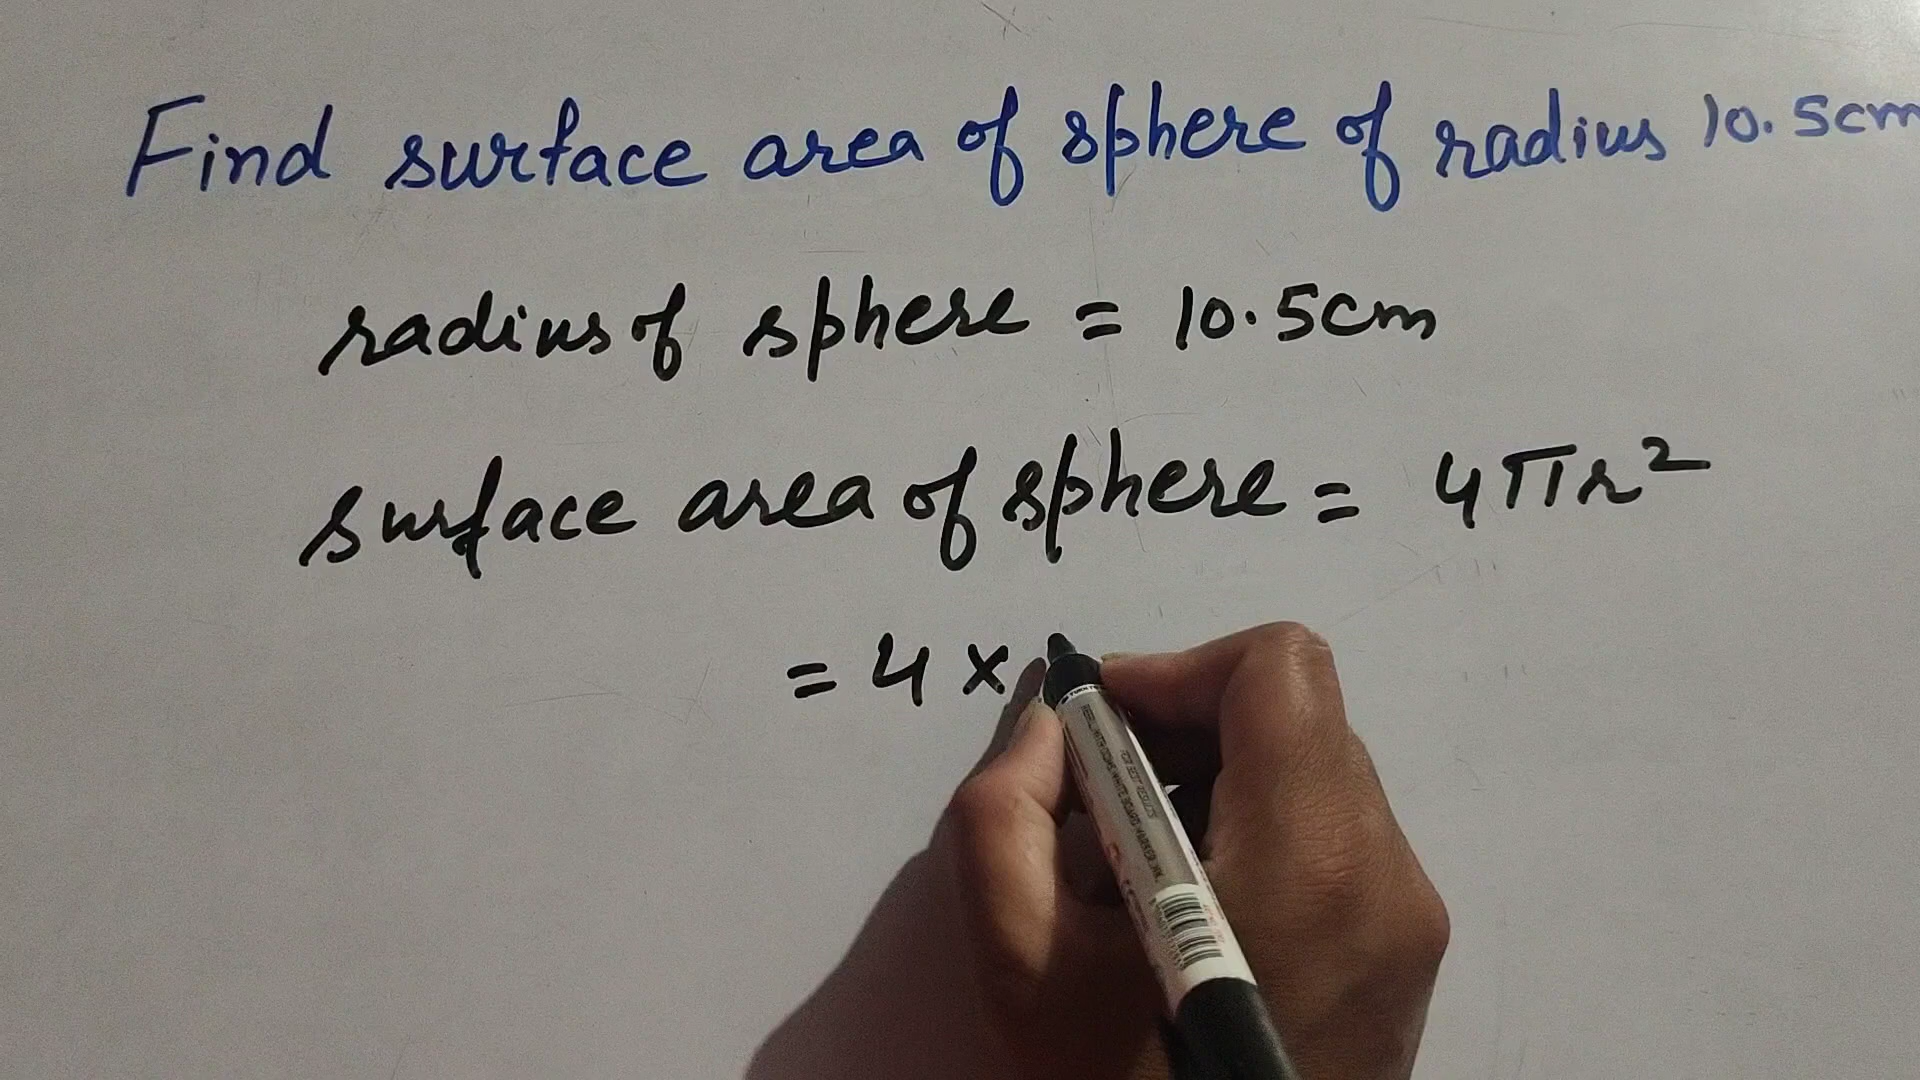 Find surface area of sphere of radius 10.5cm
radius of sphere = 10.5cm
surface area of sphere = 4πr²
= 4 ×